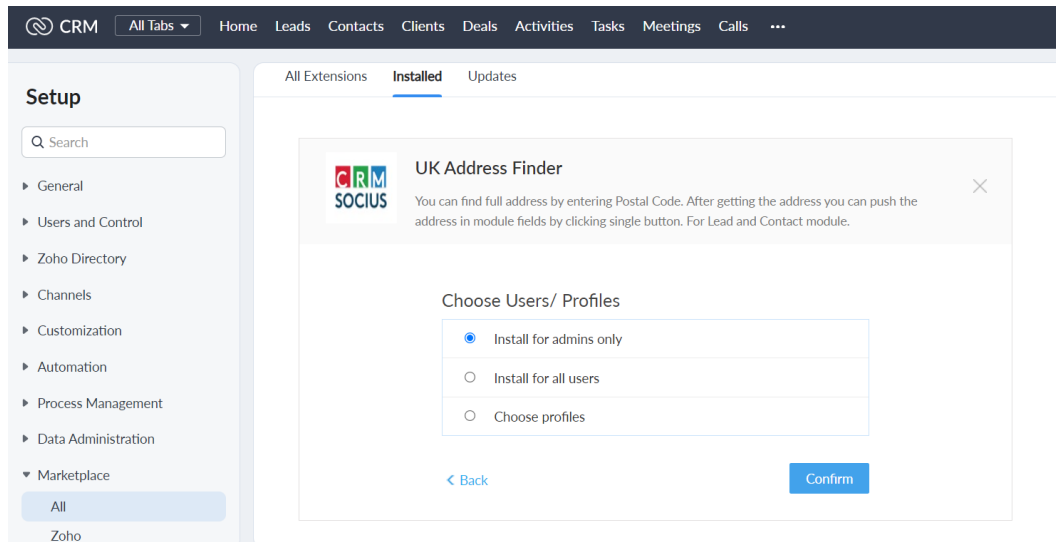 CRM All Tabs Home Leads Contacts Clients Deals Activities Tasks Meetings Calls ...
All Extensions Installed Updates
Setup
Search
General
Users and Control
Zoho Directory
Channels
Customization
Automation
Process Management
Data Administration
Marketplace
All
Zoho
CRM
SOCIUS
UK Address Finder
You can find full address by entering Postal Code. After getting the address you can push the
address in module fields by clicking single button. For Lead and Contact module.
Choose Users/ Profiles
Install for admins only
Install for all users
Choose profiles
Back
Confirm